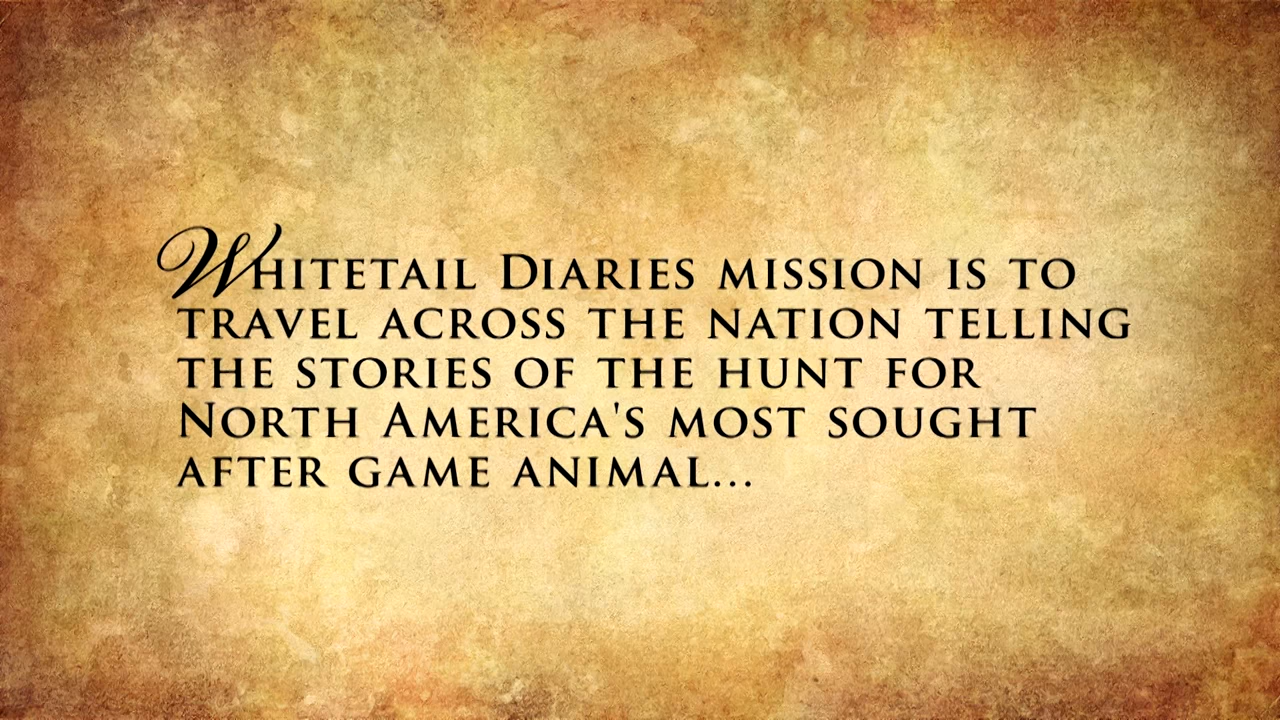 Whitetail Diaries mission is to
travel across the nation telling
the stories of the hunt for
North America's most sought
after game animal...